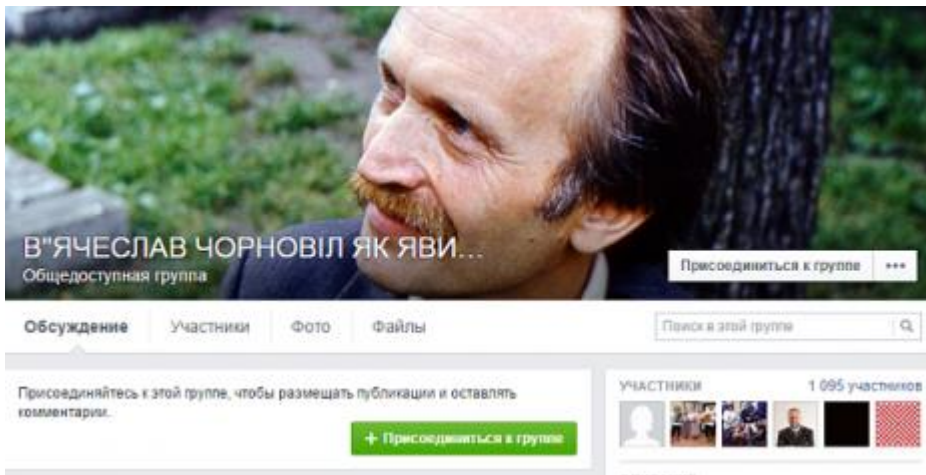 В"ЯЧЕСЛАВ ЧОРНОВІЛ ЯК ЯВИ...
Общедоступная группа
Присоединиться к группе •••
Обсуждение Участники Фото Файлы
Поиск в этой группе
Присоединяйтесь к этой группе, чтобы размещать публикации и оставлять
комментарии.
+ Присоединиться к группе
УЧАСТНИКИ 1 095 участников